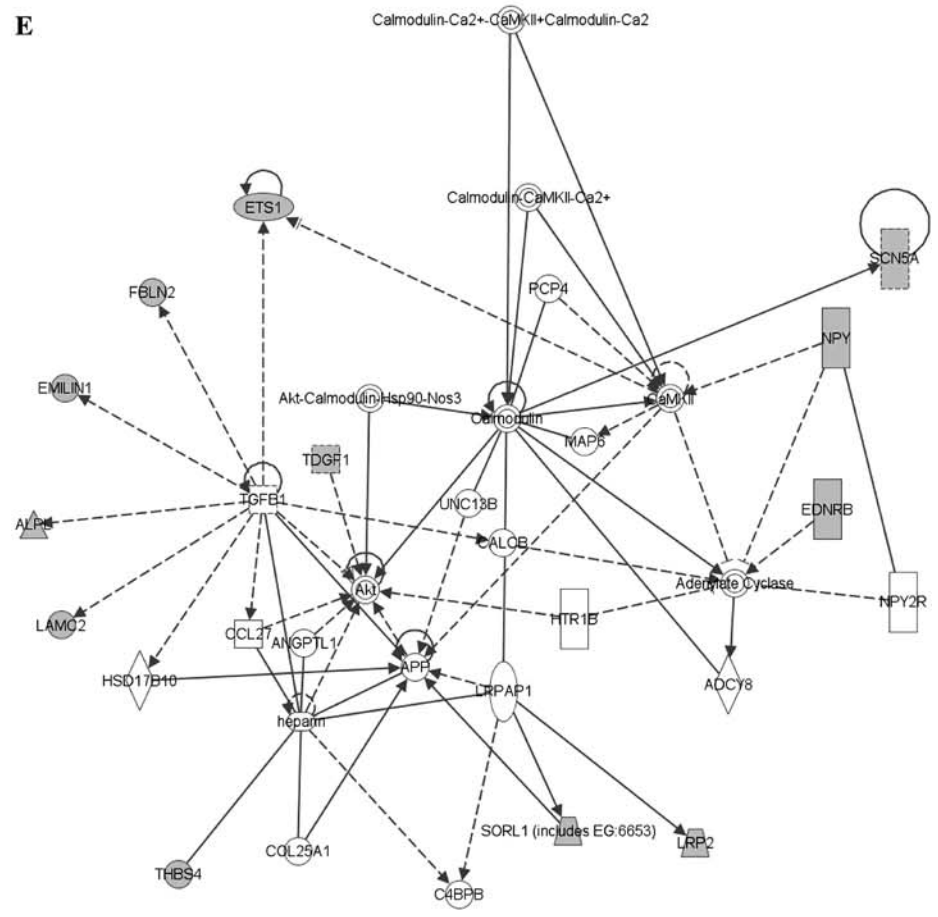 E
Calmodulin-Ca2+-CaMKII+Calmodulin-Ca2
Calmodulin-CaMKII-Ca2+
ETS1
SCN5A
PCP4
FBLN2
NPY
EMILIN1
Akt-Calmodulin-Hsp90-Nos3
CaMKII
Calmodulin
MAP6
TDGF1
TGFB1
UNC13B
EDNRB
CALCB
Adenylate Cyclase
Akt
NPY2R
HTR1B
LAMC2
CCL27
ANGPTL1
APP
HSD17B10
LRPAP1
ADCY8
heparin
SORL1 (includes EG:6653)
LRP2
COL25A1
THBS4
C4BPB